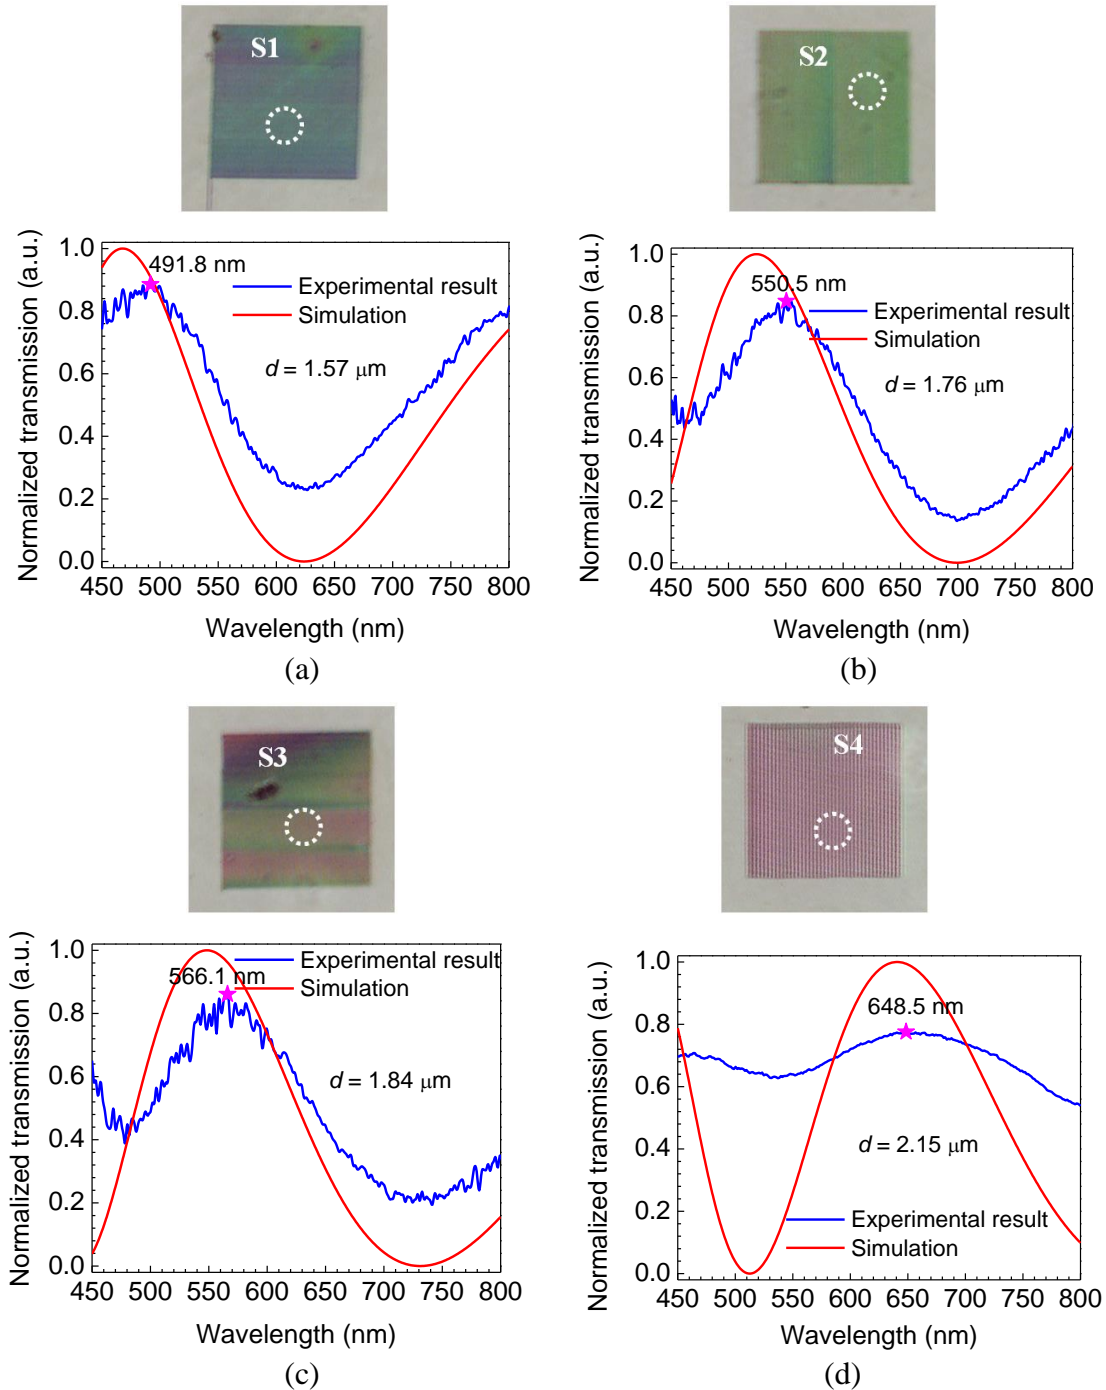 S1
S2
1.0
0.8
0.6
0.4
0.2
0.0
Normalized transmission (a.u.)
491.8 nm
Experimental result
Simulation
d = 1.57 μm
450 500 550 600 650 700 750 800
Wavelength (nm)
(a)
1.0
0.8
0.6
0.4
0.2
0.0
Normalized transmission (a.u.)
550.5 nm
Experimental result
Simulation
d = 1.76 μm
450 500 550 600 650 700 750 800
Wavelength (nm)
(b)
S3
S4
1.0
0.8
0.6
0.4
0.2
0.0
Normalized transmission (a.u.)
566.1 nm
Experimental result
Simulation
d = 1.84 μm
450 500 550 600 650 700 750 800
Wavelength (nm)
(c)
1.0
0.8
0.6
0.4
0.2
0.0
Normalized transmission (a.u.)
648.5 nm
d = 2.15 μm
Experimental result
Simulation
450 500 550 600 650 700 750 800
Wavelength (nm)
(d)